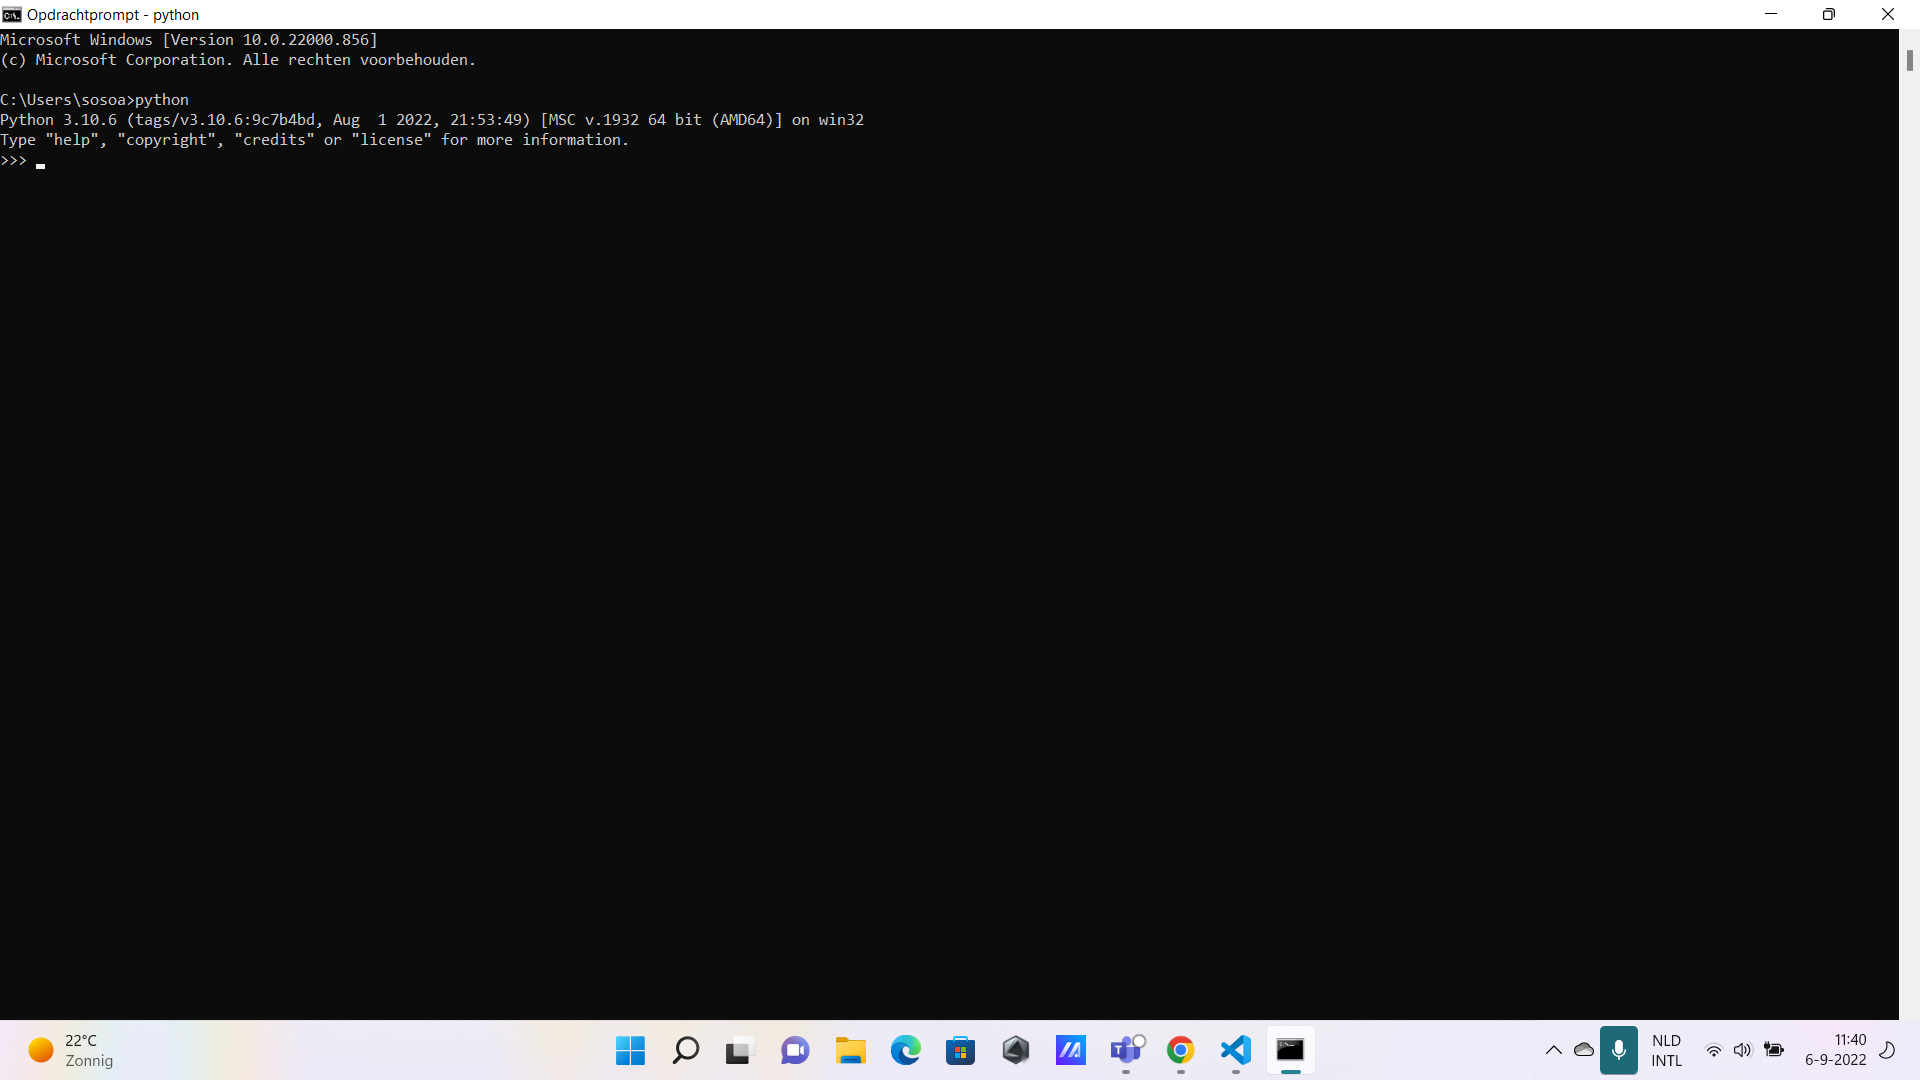 Opdrachtprompt - python
Microsoft Windows [Version 10.0.22000.856]
(c) Microsoft Corporation. Alle rechten voorbehouden.
C:\Users\sosoa>python
Python 3.10.6 (tags/v3.10.6:9c7b4bd, Aug  1 2022, 21:53:49) [MSC v.1932 64 bit (AMD64)] on win32
Type "help", "copyright", "credits" or "license" for more information.
>>>
22°C
Zonnig
NLD
INTL
11:40
6-9-2022